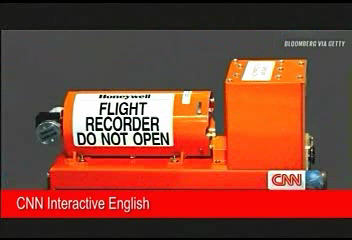 BLOOMBERG VIA GETTY
Honeywell
FLIGHT
RECORDER
DO NOT OPEN
CNN
CNN Interactive English